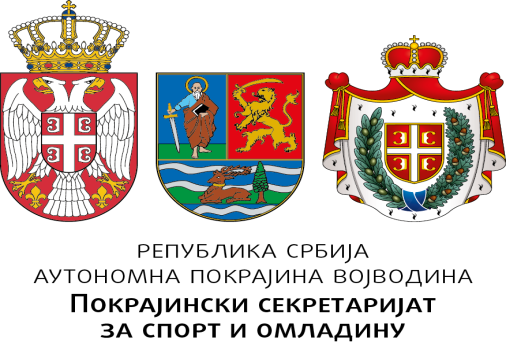 РЕПУБЛИКА СРБИЈА
АУТОНОМНА ПОКРАЈИНА ВОЈВОДИНА
ПОКРАЈИНСКИ СЕКРЕТАРИЈАТ
ЗА СПОРТ И ОМЛАДИНУ